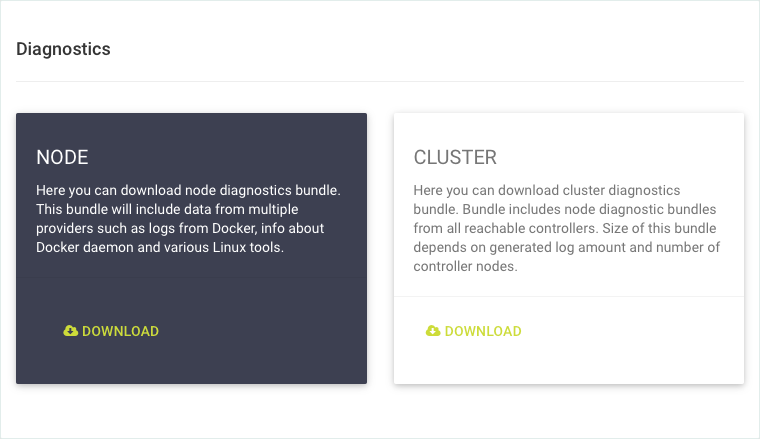 Diagnostics
NODE
Here you can download node diagnostics bundle.
This bundle will include data from multiple
providers such as logs from Docker, info about
Docker daemon and various Linux tools.
DOWNLOAD
CLUSTER
Here you can download cluster diagnostics
bundle. Bundle includes node diagnostic bundles
from all reachable controllers. Size of this bundle
depends on generated log amount and number of
controller nodes.
DOWNLOAD